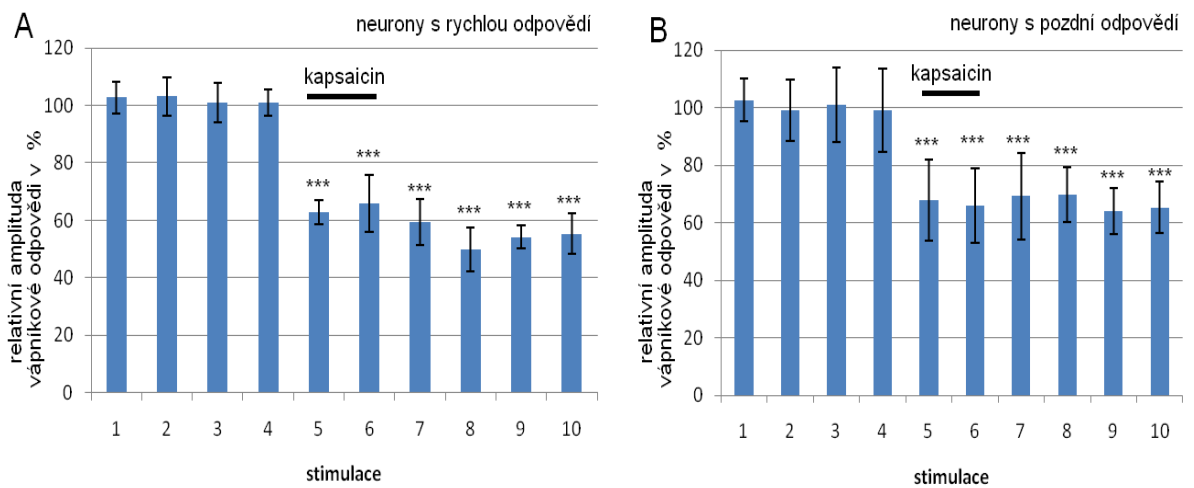 A
neurony s rychlou odpovědí
relativní amplituda
vápníkové odpovědi v %
120
100
80
60
40
20
0
kapsaicin
*** *** *** *** *** ***
1 2 3 4 5 6 7 8 9 10
stimulace
B
neurony s pozdní odpovědí
relativní amplituda
vápníkové odpovědi v %
120
100
80
60
40
20
0
kapsaicin
*** *** *** *** *** ***
1 2 3 4 5 6 7 8 9 10
stimulace